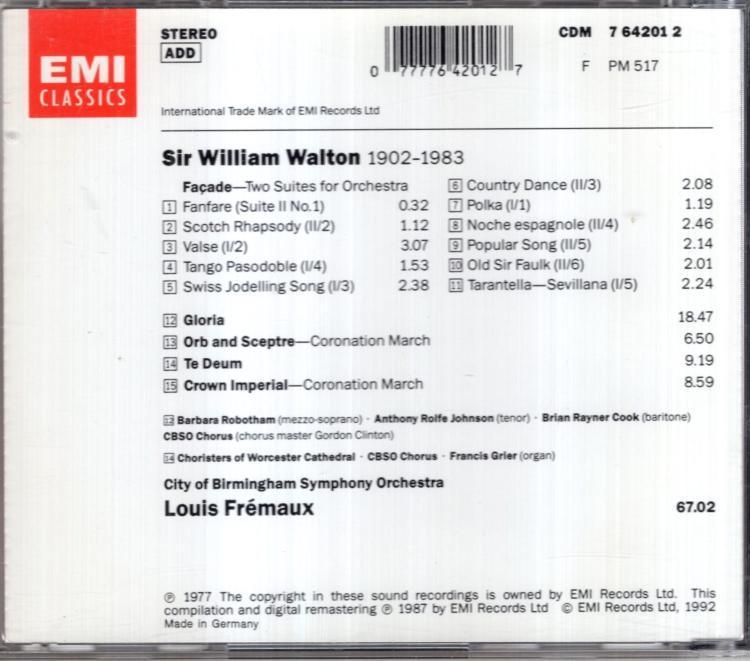 EMI
CLASSICS
STEREO
ADD
0 77776 42012 7
CDM 7 64201 2
F PM 517
International Trade Mark of EMI Records Ltd
Sir William Walton 1902–1983
Façade—Two Suites for Orchestra
1 Fanfare (Suite II No.1) 0.32
2 Scotch Rhapsody (II/2) 1.12
3 Valse (I/2) 3.07
4 Tango Pasodoble (I/4) 1.53
5 Swiss Jodelling Song (I/3) 2.38
6 Country Dance (II/3) 2.08
7 Polka (I/1) 1.19
8 Noche espagnole (II/4) 2.46
9 Popular Song (II/5) 2.14
10 Old Sir Faulk (II/6) 2.01
11 Tarantella—Sevillana (I/5) 2.24
12 Gloria 18.47
13 Orb and Sceptre—Coronation March 6.50
14 Te Deum 9.19
15 Crown Imperial—Coronation March 8.59
Barbara Robotham (mezzo-soprano) · Anthony Rolfe Johnson (tenor) · Brian Rayner Cook (baritone)
CBSO Chorus (chorus master Gordon Clinton)
14 Choristers of Worcester Cathedral · CBSO Chorus · Francis Grier (organ)
City of Birmingham Symphony Orchestra
Louis Frémaux 67.02
℗ 1977 The copyright in these sound recordings is owned by EMI Records Ltd. This
compilation and digital remastering ℗ 1987 by EMI Records Ltd © EMI Records Ltd, 1992
Made in Germany